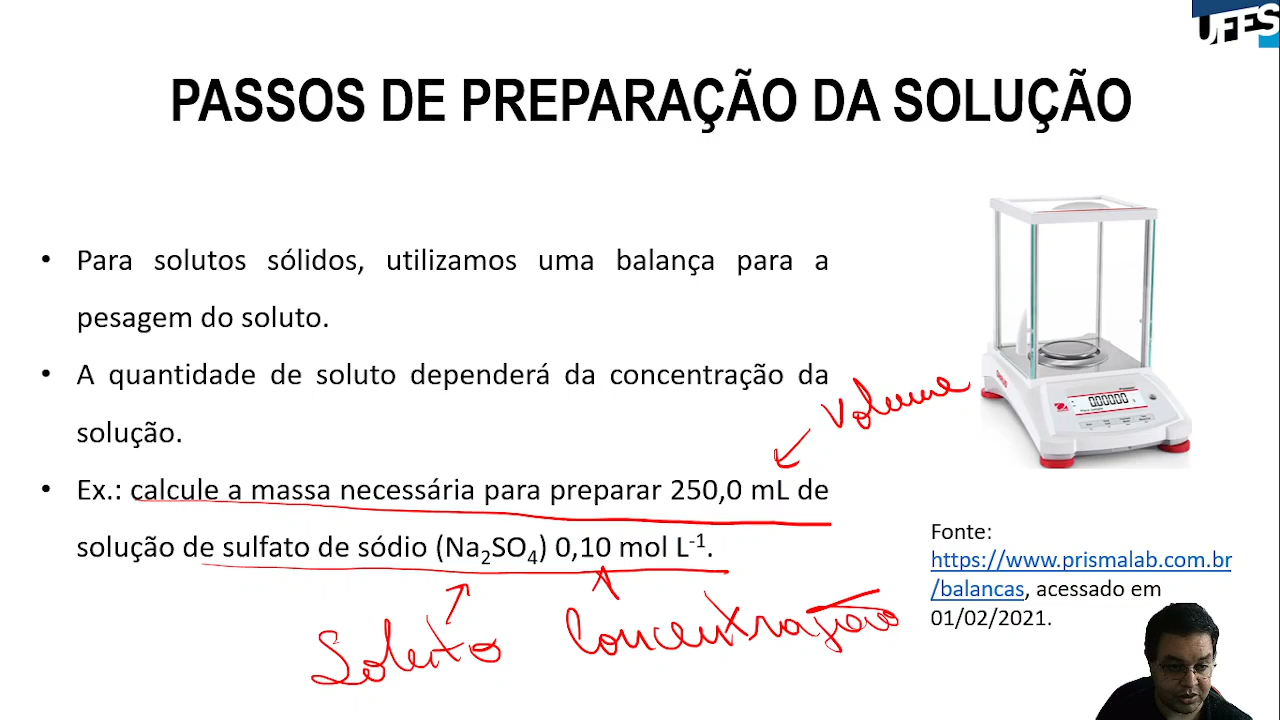 UFES
PASSOS DE PREPARAÇÃO DA SOLUÇÃO
• Para solutos sólidos, utilizamos uma balança para a
pesagem do soluto.
• A quantidade de soluto dependerá da concentração da
solução.
Volume
• Ex.: calcule a massa necessária para preparar 250,0 mL de
solução de sulfato de sódio (Na₂SO₄) 0,10 mol L⁻¹.
Soluto
Concentração
0.00000
Fonte:
https://www.prismalab.com.br
/balancas, acessado em
01/02/2021.